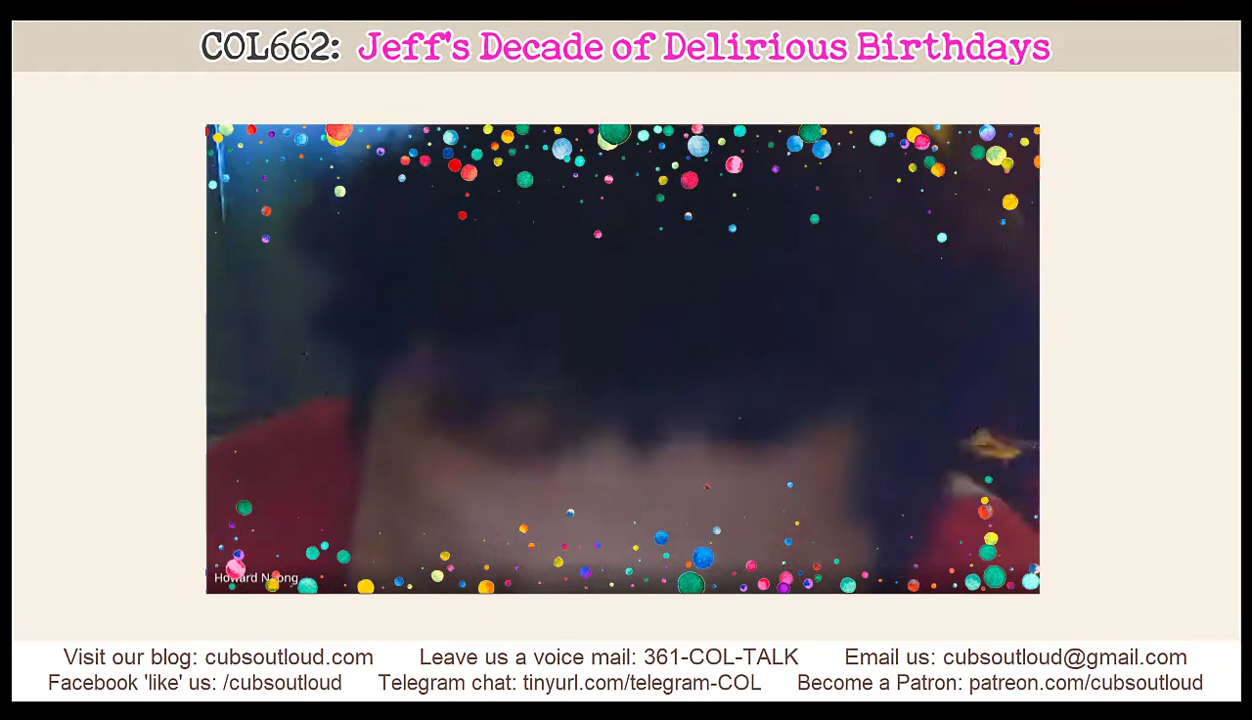 COL662: Jeff's Decade of Delirious Birthdays
Howard
Visit our blog: cubsoutloud.com Leave us a voice mail: 361-COL-TALK Email us: cubsoutloud@gmail.com
Facebook 'like' us: /cubsoutloud Telegram chat: tinyurl.com/telegram-COL Become a Patron: patreon.com/cubsoutloud